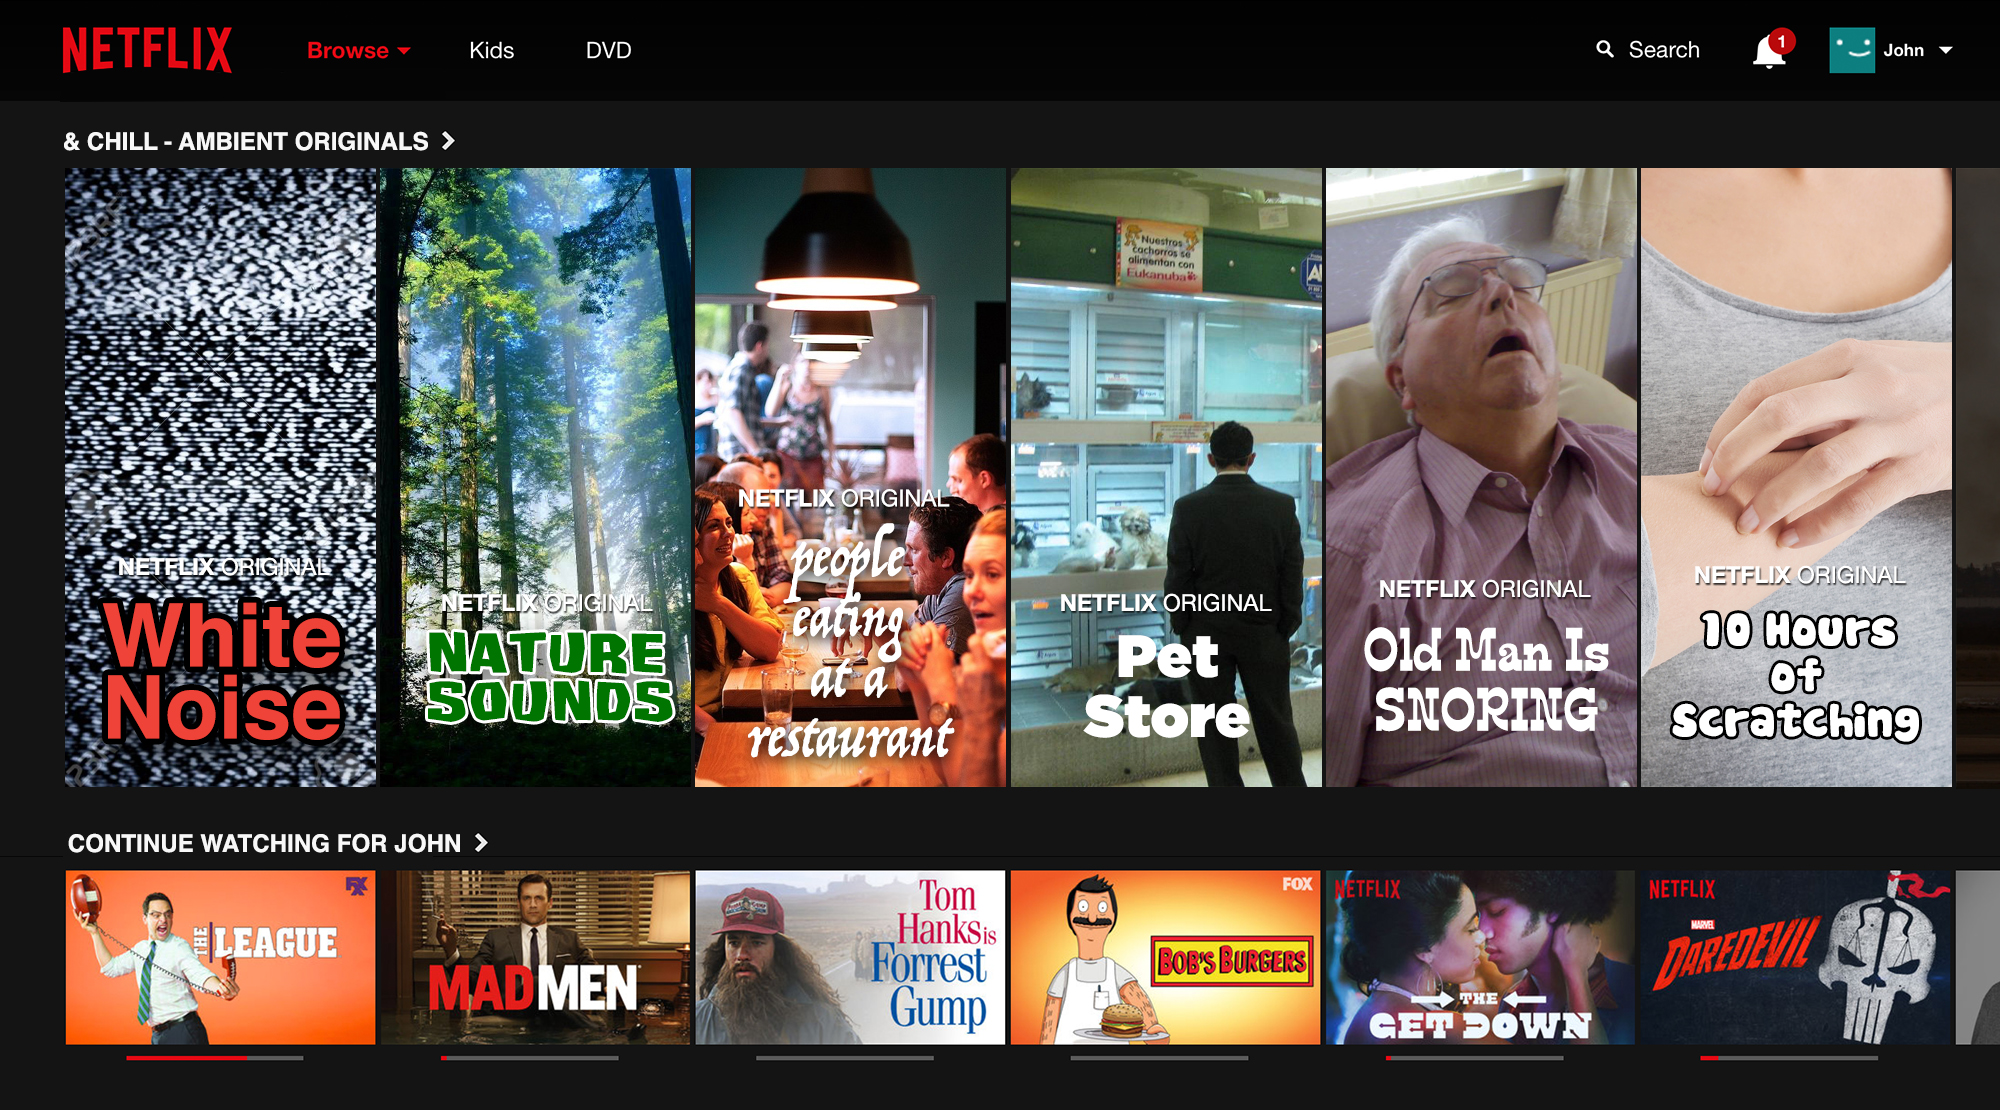 NETFLIX
Browse
Kids
DVD
Search
1
John
& CHILL - AMBIENT ORIGINALS
NETFLIX ORIGINAL
White
Noise
NETFLIX ORIGINAL
NATURE
SOUNDS
NETFLIX ORIGINAL
people
eating
at a
restaurant
Nuestros
cachorros se
alimentan con
Eukanuba
NETFLIX ORIGINAL
Pet
Store
NETFLIX ORIGINAL
Old Man Is
SNORING
NETFLIX ORIGINAL
10 Hours
of
Scratching
CONTINUE WATCHING FOR JOHN
FXX
THE LEAGUE
MAD MEN
Tom
Hanks is
Forrest
Gump
FOX
BOB'S BURGERS
NETFLIX
THE
GET DOWN
NETFLIX
MARVEL
DAREDEVIL